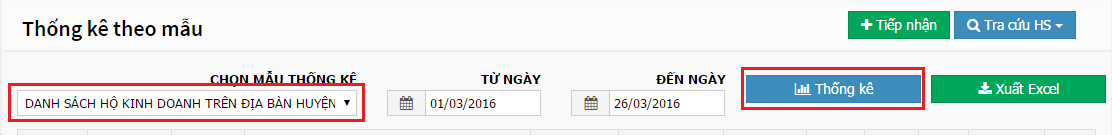 Thống kê theo mẫu
Tiếp nhận
Tra cứu HS
CHỌN MẪU THỐNG KÊ
TỪ NGÀY
ĐẾN NGÀY
DANH SÁCH HỘ KINH DOANH TRÊN ĐỊA BÀN HUYỆN
01/03/2016
26/03/2016
Thống kê
Xuất Excel